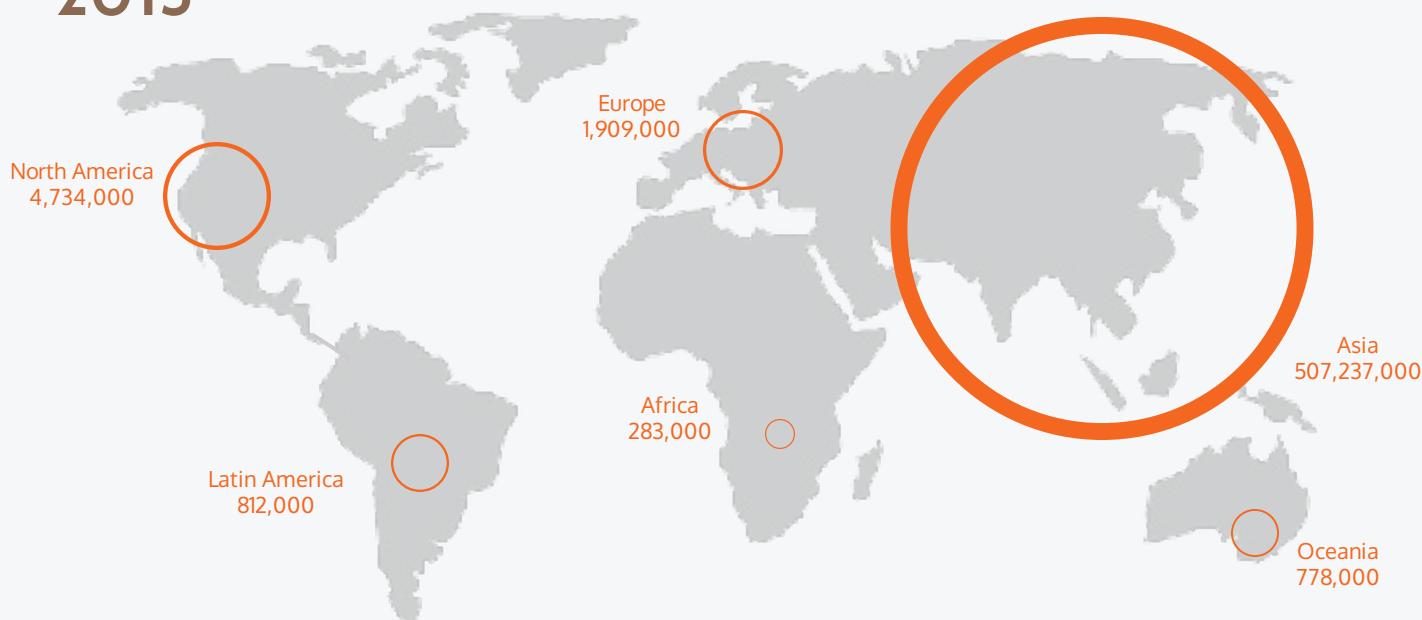 Europe
1,909,000
North America
4,734,000
Asia
507,237,000
Africa
283,000
Latin America
812,000
Oceania
778,000